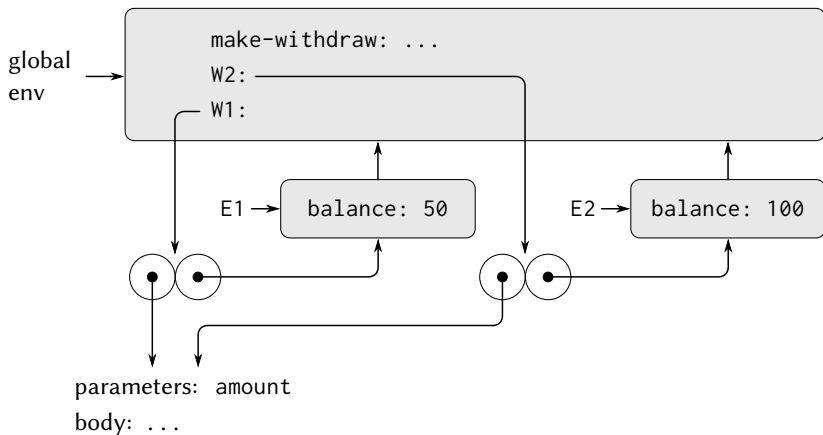 make-withdraw: ...
global
env
W2:
W1:
E1
balance: 50
E2
balance: 100
parameters: amount
body: ...